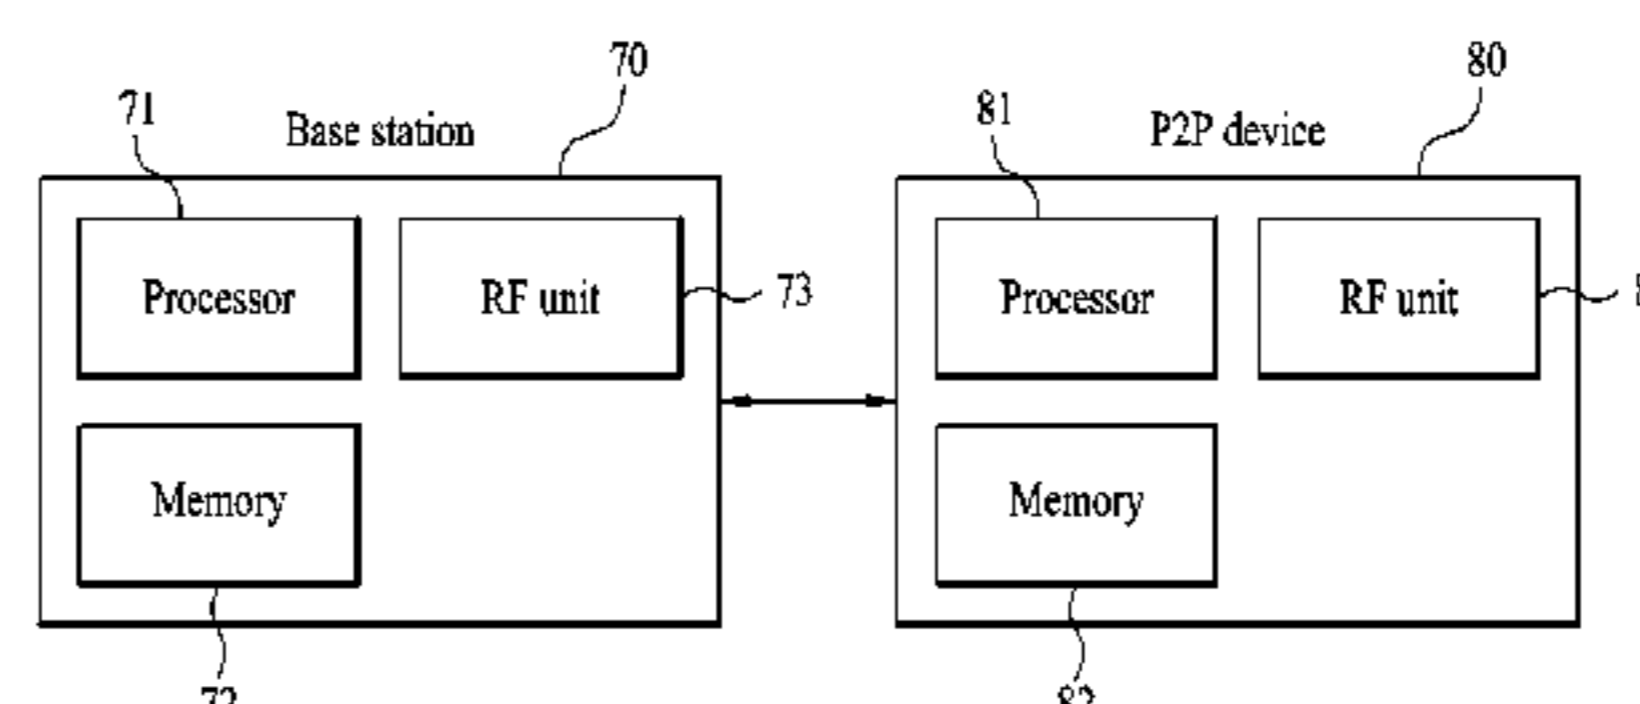 70
80
71
Base station
81
P2P device
Processor
RF unit
73
Processor
RF unit
Memory
Memory